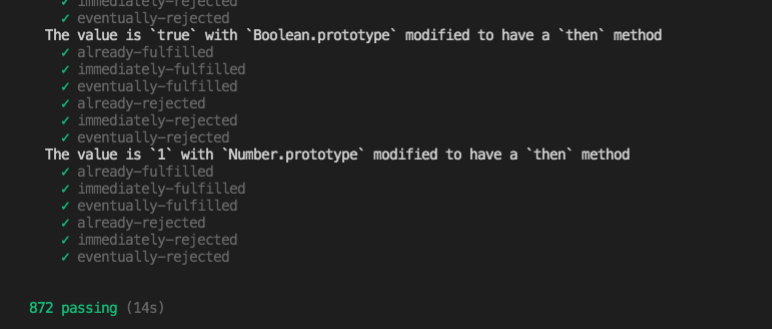 ✓ immediately-rejected
✓ eventually-rejected
The value is `true` with `Boolean.prototype` modified to have a `then` method
✓ already-fulfilled
✓ immediately-fulfilled
✓ eventually-fulfilled
✓ already-rejected
✓ immediately-rejected
✓ eventually-rejected
The value is `1` with `Number.prototype` modified to have a `then` method
✓ already-fulfilled
✓ immediately-fulfilled
✓ eventually-fulfilled
✓ already-rejected
✓ immediately-rejected
✓ eventually-rejected
872 passing (14s)